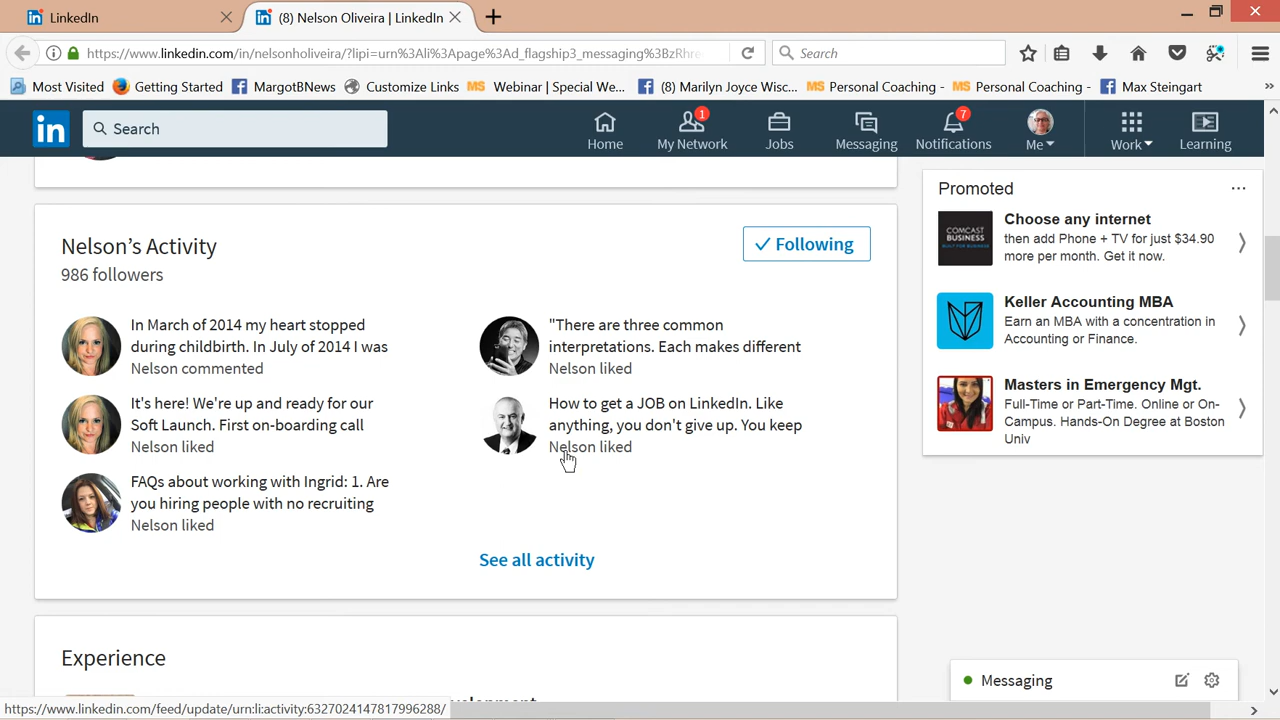 LinkedIn
(8) Nelson Oliveira | LinkedIn
https://www.linkedin.com/in/nelsonholiveira/?lipi=urn%3Ali%3Apage%3Ad_flagship3_messaging%3BzRhre
Search
Most Visited
Getting Started
MargotBNews
Customize Links
Webinar | Special We...
(8) Marilyn Joyce Wisc...
Personal Coaching -
Personal Coaching -
Max Steingart
in
Search
Home
1
My Network
Jobs
Messaging
7
Notifications
Me
Work
Learning
Nelson’s Activity
986 followers
Following
In March of 2014 my heart stopped
during childbirth. In July of 2014 I was
Nelson commented
"There are three common
interpretations. Each makes different
Nelson liked
It's here! We're up and ready for our
Soft Launch. First on-boarding call
Nelson liked
How to get a JOB on LinkedIn. Like
anything, you don't give up. You keep
Nelson liked
FAQs about working with Ingrid: 1. Are
you hiring people with no recruiting
Nelson liked
See all activity
Experience
Promoted
COMCAST
BUSINESS
Choose any internet
then add Phone + TV for just $34.90
more per month. Get it now.
Keller Accounting MBA
Earn an MBA with a concentration in
Accounting or Finance.
Masters in Emergency Mgt.
Full-Time or Part-Time. Online or On-
Campus. Hands-On Degree at Boston
Univ
Messaging
https://www.linkedin.com/feed/update/urn:li:activity:6327024147817996288/